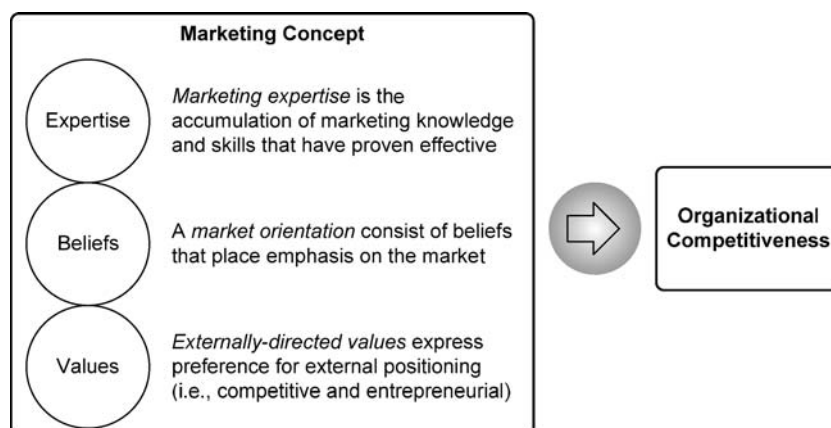 Marketing Concept
Expertise
Marketing expertise is the
accumulation of marketing knowledge
and skills that have proven effective
Beliefs
A market orientation consist of beliefs
that place emphasis on the market
Values
Externally-directed values express
preference for external positioning
(i.e., competitive and entrepreneurial)
Organizational
Competitiveness